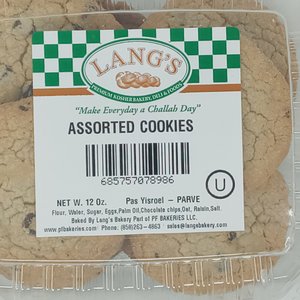 LANG'S
PREMIUM KOSHER BAKERY, DELI & FOODS
"Make Everyday a Challah Day"
ASSORTED COOKIES
685757078986
U
NET WT. 12 Oz. Pas Yisroel – PARVE
Flour, Water, Sugar, Eggs,Palm Oil,Chocolate chips,Oat, Raisin,Salt.
Baked By Lang's Bakery Part of PF BAKERIES LLC.
www.pfbakeries.com Phone: (858)263-4853 sales@langsbakery.com